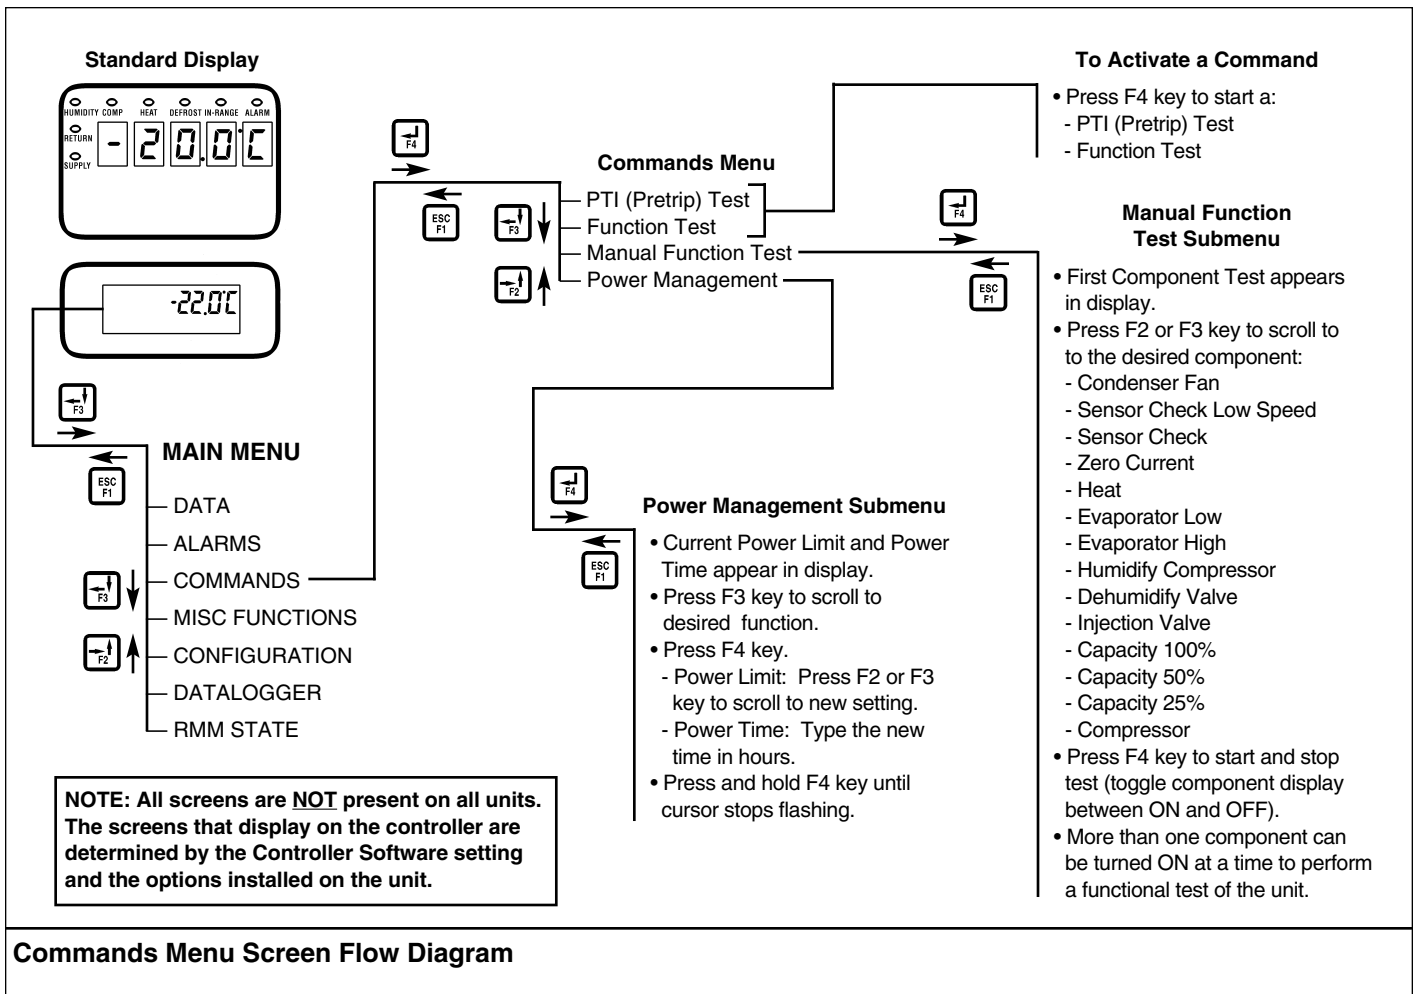 Standard Display
HUMIDITY COMP HEAT DEFROST IN-RANGE ALARM
RETURN
SUPPLY
-20.0°C
-22.0°C
F3
ESC
F1
MAIN MENU
DATA
ALARMS
COMMANDS
MISC FUNCTIONS
CONFIGURATION
DATALOGGER
RMM STATE
F3
F2
NOTE: All screens are NOT present on all units.
The screens that display on the controller are
determined by the Controller Software setting
and the options installed on the unit.
F4
ESC
F1
Commands Menu
PTI (Pretrip) Test
Function Test
Manual Function Test
Power Management
F3
F2
F4
ESC
F1
Power Management Submenu
• Current Power Limit and Power
Time appear in display.
• Press F3 key to scroll to
desired function.
• Press F4 key.
- Power Limit: Press F2 or F3
key to scroll to new setting.
- Power Time: Type the new
time in hours.
• Press and hold F4 key until
cursor stops flashing.
To Activate a Command
• Press F4 key to start a:
- PTI (Pretrip) Test
- Function Test
F4
ESC
F1
Manual Function
Test Submenu
• First Component Test appears
in display.
• Press F2 or F3 key to scroll to
to the desired component:
- Condenser Fan
- Sensor Check Low Speed
- Sensor Check
- Zero Current
- Heat
- Evaporator Low
- Evaporator High
- Humidify Compressor
- Dehumidify Valve
- Injection Valve
- Capacity 100%
- Capacity 50%
- Capacity 25%
- Compressor
• Press F4 key to start and stop
test (toggle component display
between ON and OFF).
• More than one component can
be turned ON at a time to perform
a functional test of the unit.
Commands Menu Screen Flow Diagram